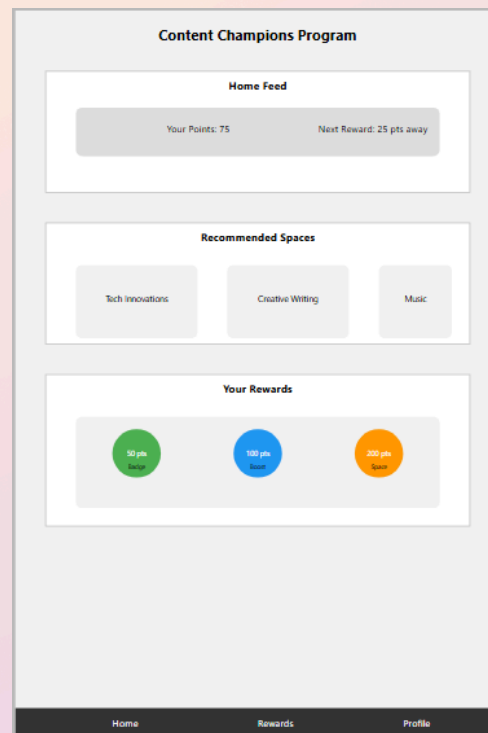 Content Champions Program
Home Feed
Your Points: 75 Next Reward: 25 pts away
Recommended Spaces
Tech Innovations Creative Writing Music
Your Rewards
50 pts 100 pts 200 pts
Badge Boost Space
Home Rewards Profile